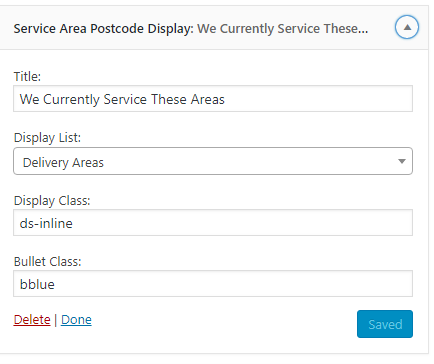 Service Area Postcode Display: We Currently Service These...
Title:
We Currently Service These Areas
Display List:
Delivery Areas
Display Class:
ds-inline
Bullet Class:
bblue
Delete | Done
Saved